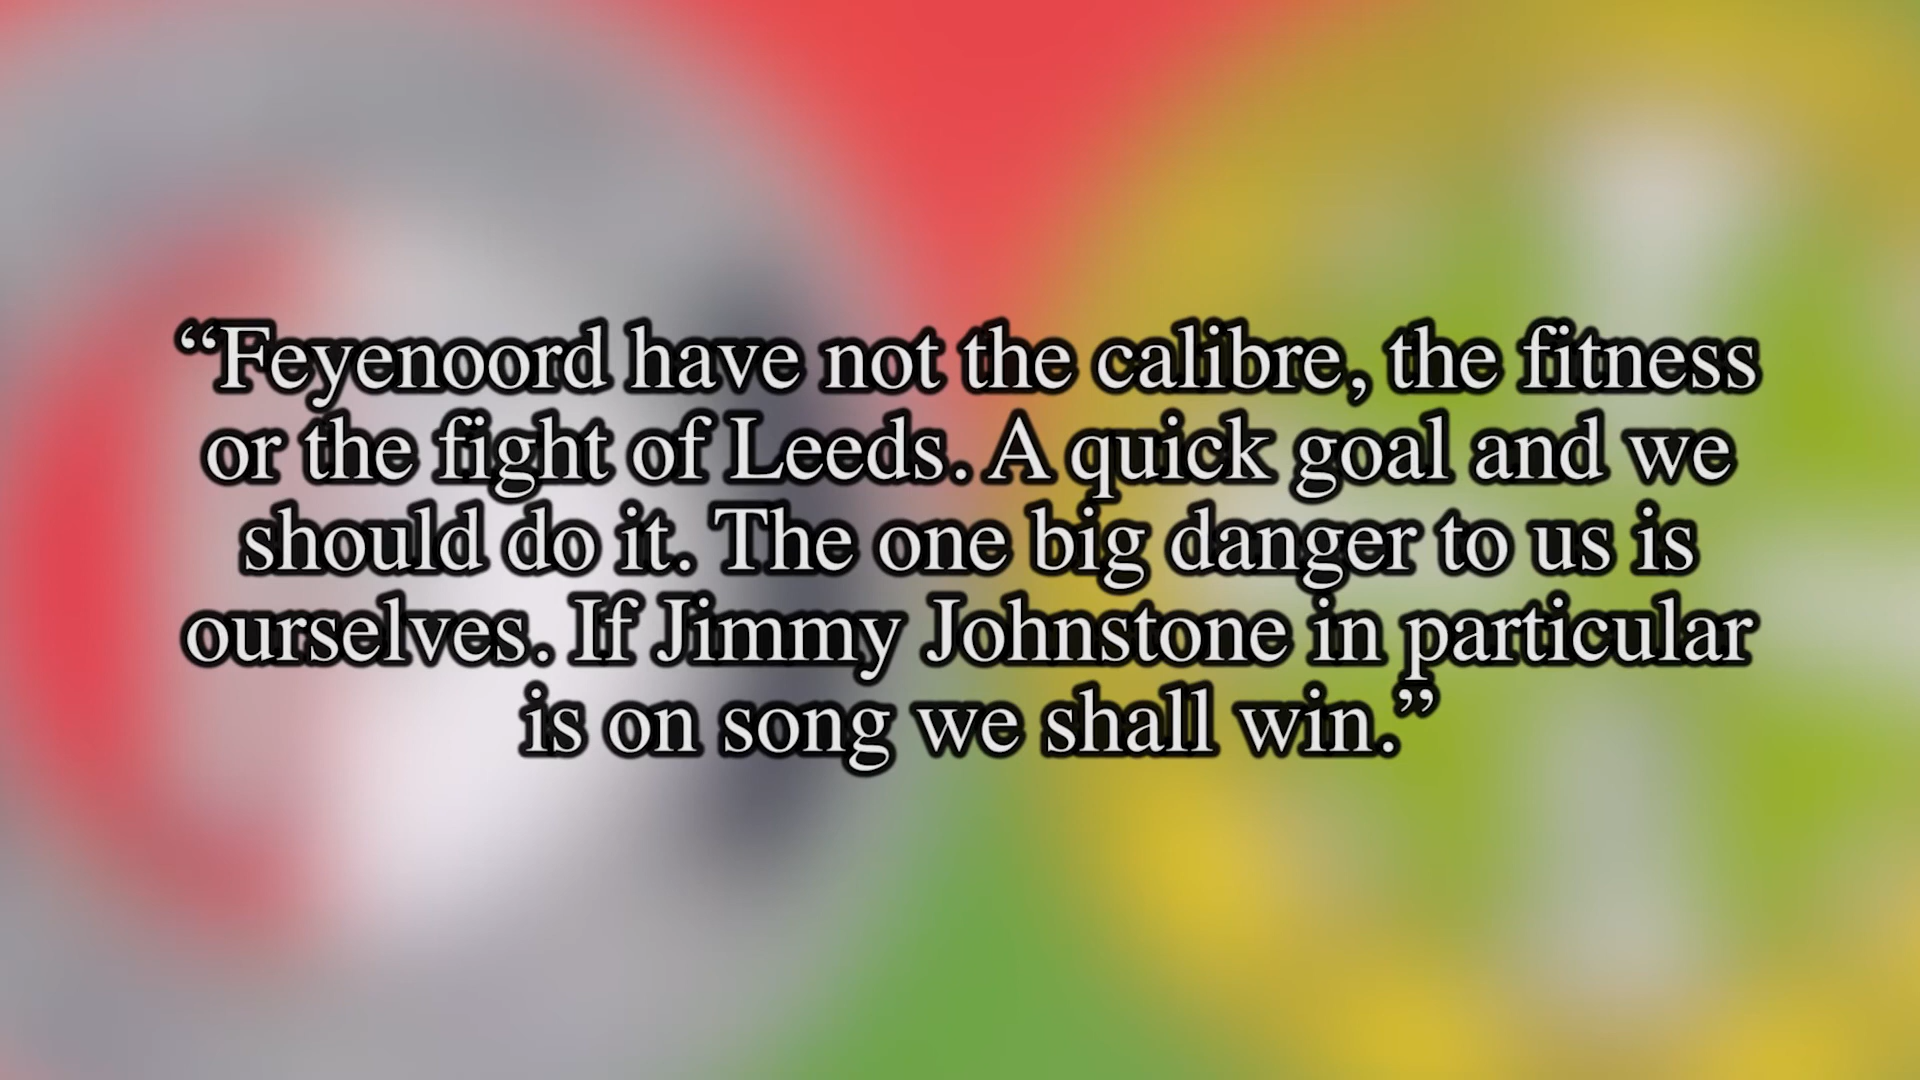 “Feyenoord have not the calibre, the fitness
or the fight of Leeds. A quick goal and we
should do it. The one big danger to us is
ourselves. If Jimmy Johnstone in particular
is on song we shall win.”